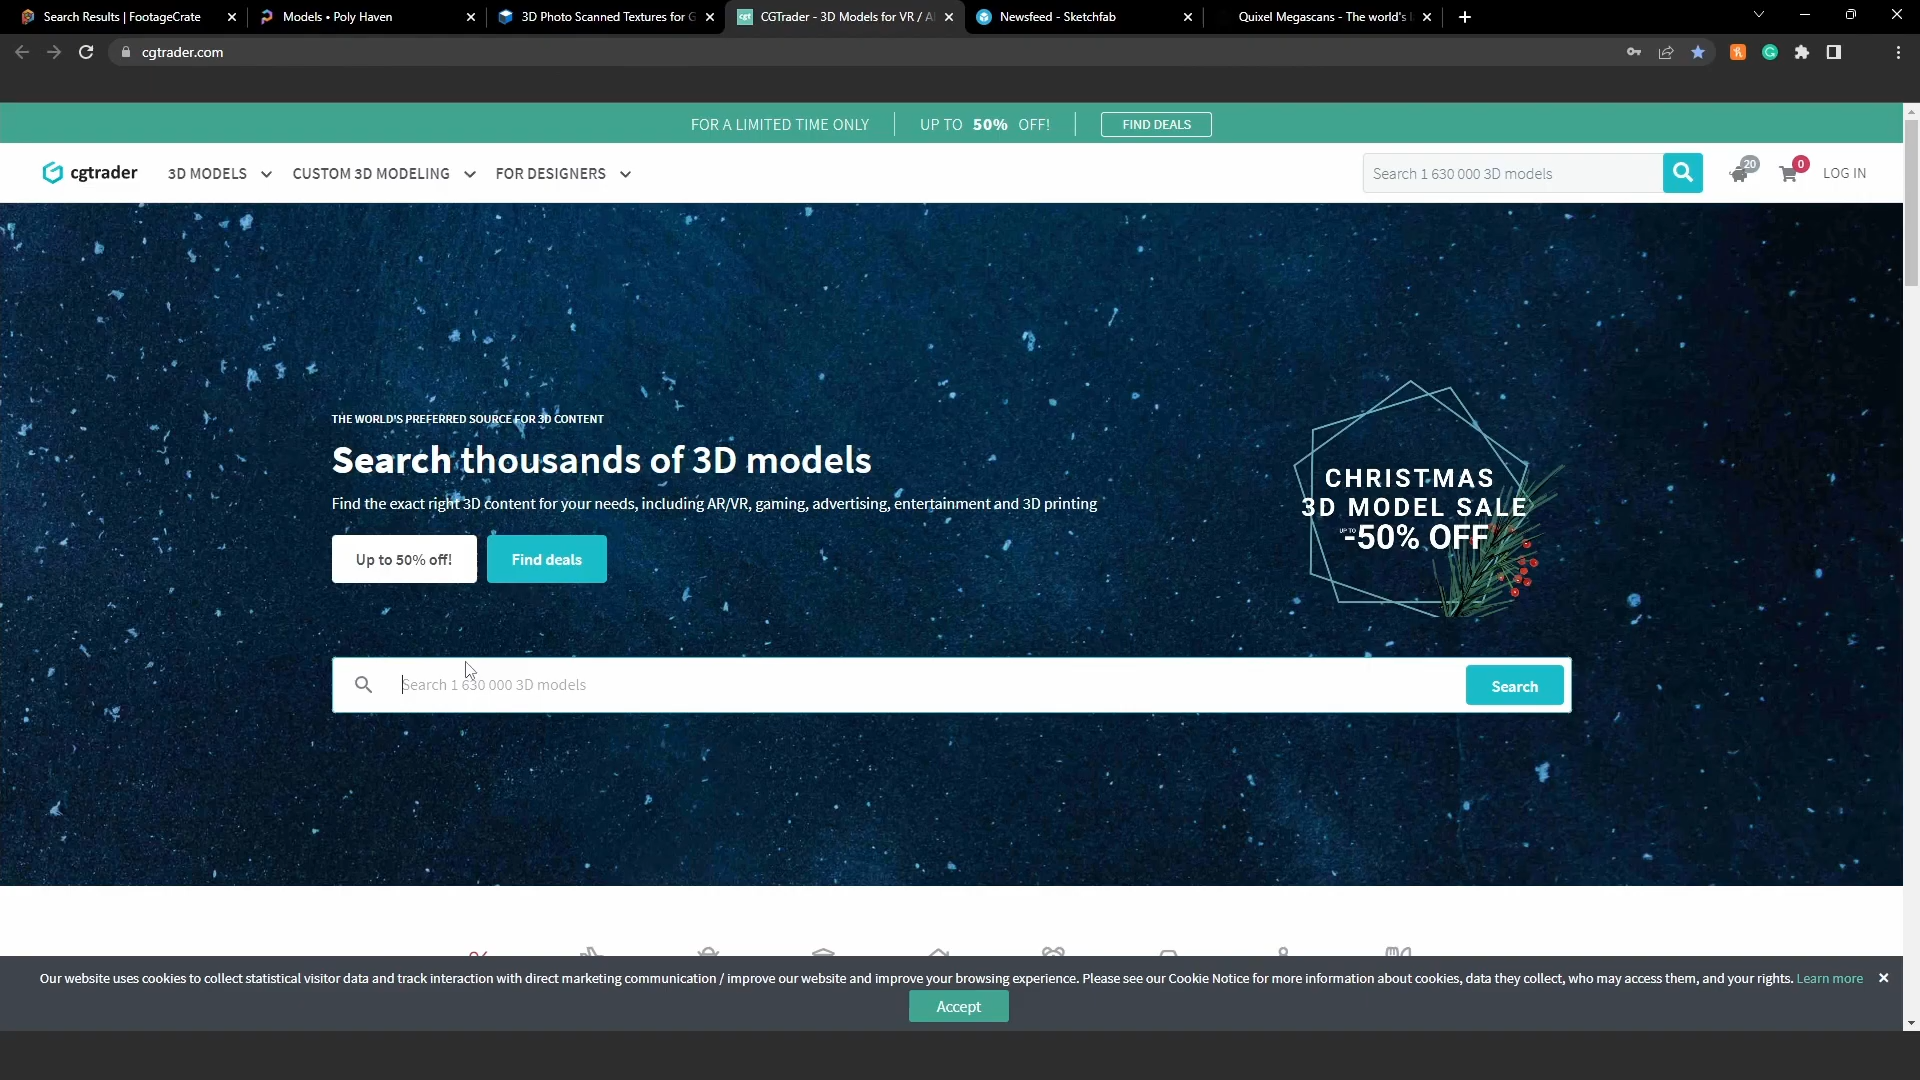 Search Results | FootageCrate
Models • Poly Haven
3D Photo Scanned Textures for G
CGTrader - 3D Models for VR / A
Newsfeed - Sketchfab
Quixel Megascans - The world's
cgtrader.com
FOR A LIMITED TIME ONLY
UP TO 50% OFF!
FIND DEALS
cgtrader
3D MODELS
CUSTOM 3D MODELING
FOR DESIGNERS
Search 1 630 000 3D models
20
0
LOG IN
THE WORLD'S PREFERRED SOURCE FOR 3D CONTENT
Search thousands of 3D models
Find the exact right 3D content for your needs, including AR/VR, gaming, advertising, entertainment and 3D printing
Up to 50% off!
Find deals
CHRISTMAS
3D MODEL SALE
UP TO -50% OFF
Search 1 630 000 3D models
Search
Our website uses cookies to collect statistical visitor data and track interaction with direct marketing communication / improve our website and improve your browsing experience. Please see our Cookie Notice for more information about cookies, data they collect, who may access them, and your rights. Learn more
Accept